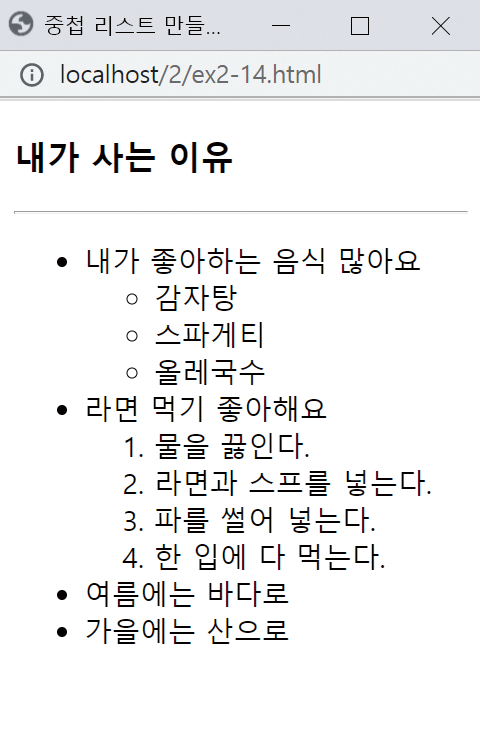 중첩 리스트 만들...
localhost/2/ex2-14.html
내가 사는 이유
내가 좋아하는 음식 많아요
감자탕
스파게티
올레국수
라면 먹기 좋아해요
1. 물을 끓인다.
2. 라면과 스프를 넣는다.
3. 파를 썰어 넣는다.
4. 한 입에 다 먹는다.
여름에는 바다로
가을에는 산으로